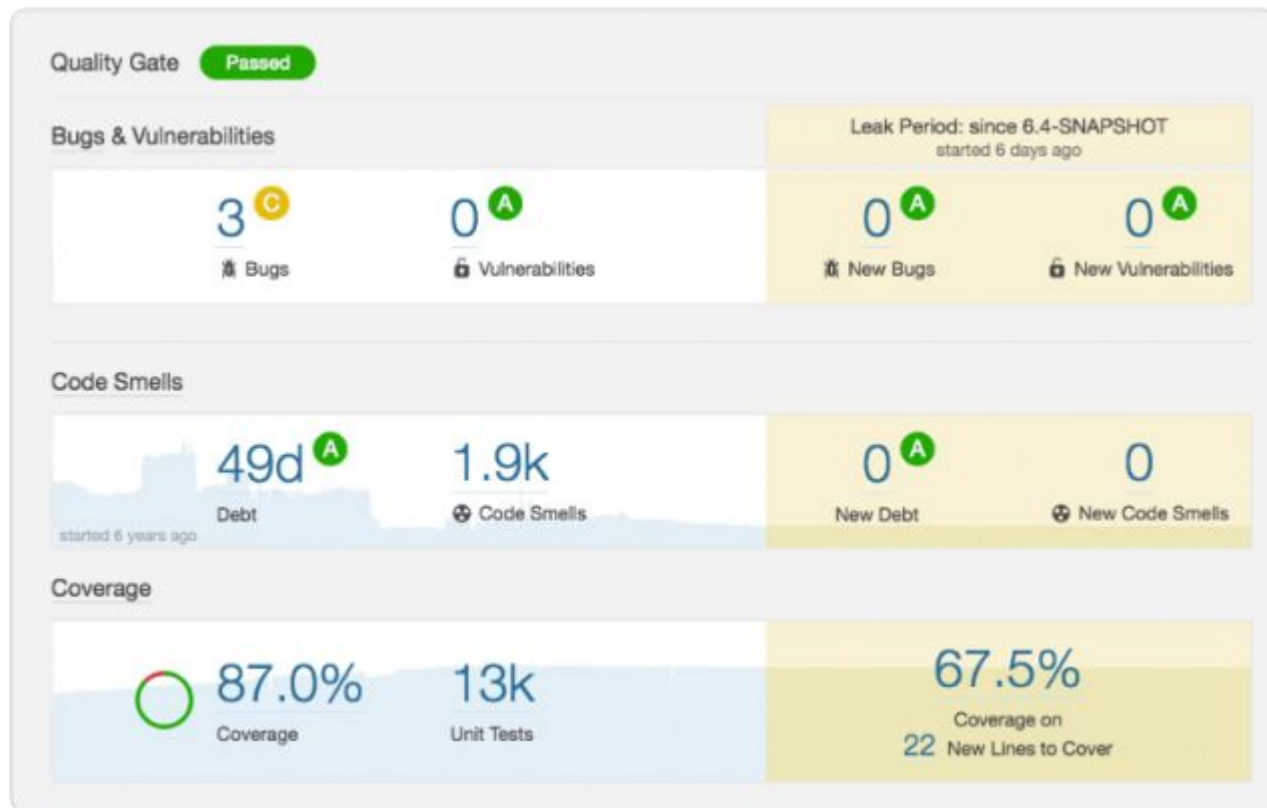 Quality Gate Passed
Bugs & Vulnerabilities
Leak Period: since 6.4-SNAPSHOT
started 6 days ago
3 C
0 A
0 A
0 A
Bugs
Vulnerabilities
New Bugs
New Vulnerabilities
Code Smells
49d A
1.9k
0 A
0
Debt
Code Smells
New Debt
New Code Smells
started 6 years ago
Coverage
87.0%
13k
67.5%
Coverage
Unit Tests
Coverage on
22 New Lines to Cover